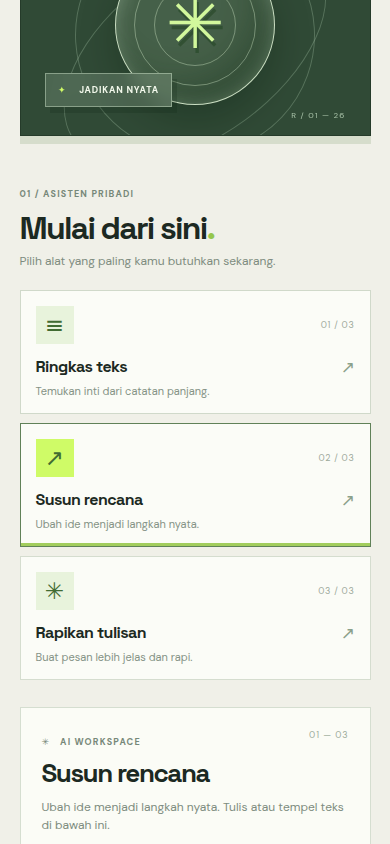 JADIKAN NYATA
R / 01 — 26
01 / ASISTEN PRIBADI
Mulai dari sini.
Pilih alat yang paling kamu butuhkan sekarang.
01 / 03
Ringkas teks
Temukan inti dari catatan panjang.
02 / 03
Susun rencana
Ubah ide menjadi langkah nyata.
03 / 03
Rapikan tulisan
Buat pesan lebih jelas dan rapi.
AI WORKSPACE
01 — 03
Susun rencana
Ubah ide menjadi langkah nyata. Tulis atau tempel teks
di bawah ini.